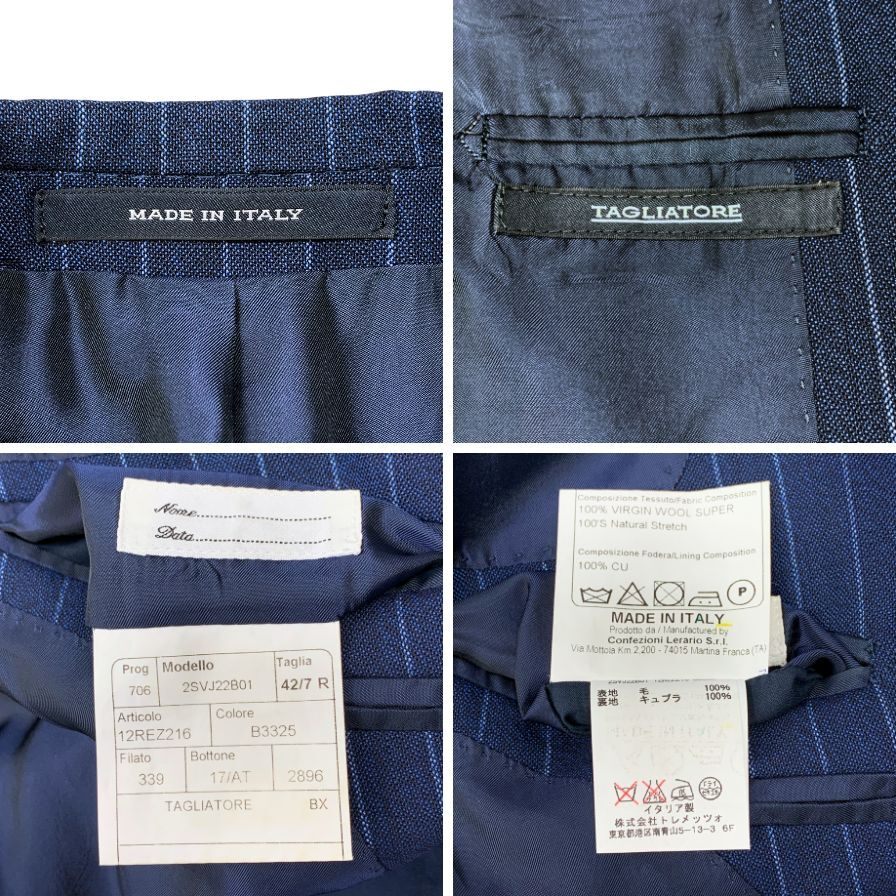 MADE IN ITALY
TAGLIATORE
Nome
Data
Prog Modello Taglia
706 2SVJ22B01 42/7 R
Articolo Colore
12REZ216 B3325
Filato Bottone
339 17/AT 2896
TAGLIATORE BX
Composizione Tessuto/Fabric Composition
100% VIRGIN WOOL SUPER
100'S Natural Stretch
Composizione Fodera/Lining Composition
100% CU
P
MADE IN ITALY
Prodotto da / Manufactured by
Confezioni Lerario S.r.l.
Via Mottola Km 2,200 - 74015 Martina Franca (TA)
2SVJ22B01
表地 毛 100%
裏地 キュプラ 100%
ドライ
イタリア製
株式会社トレメッツォ
東京都港区南青山5-13-3 6F